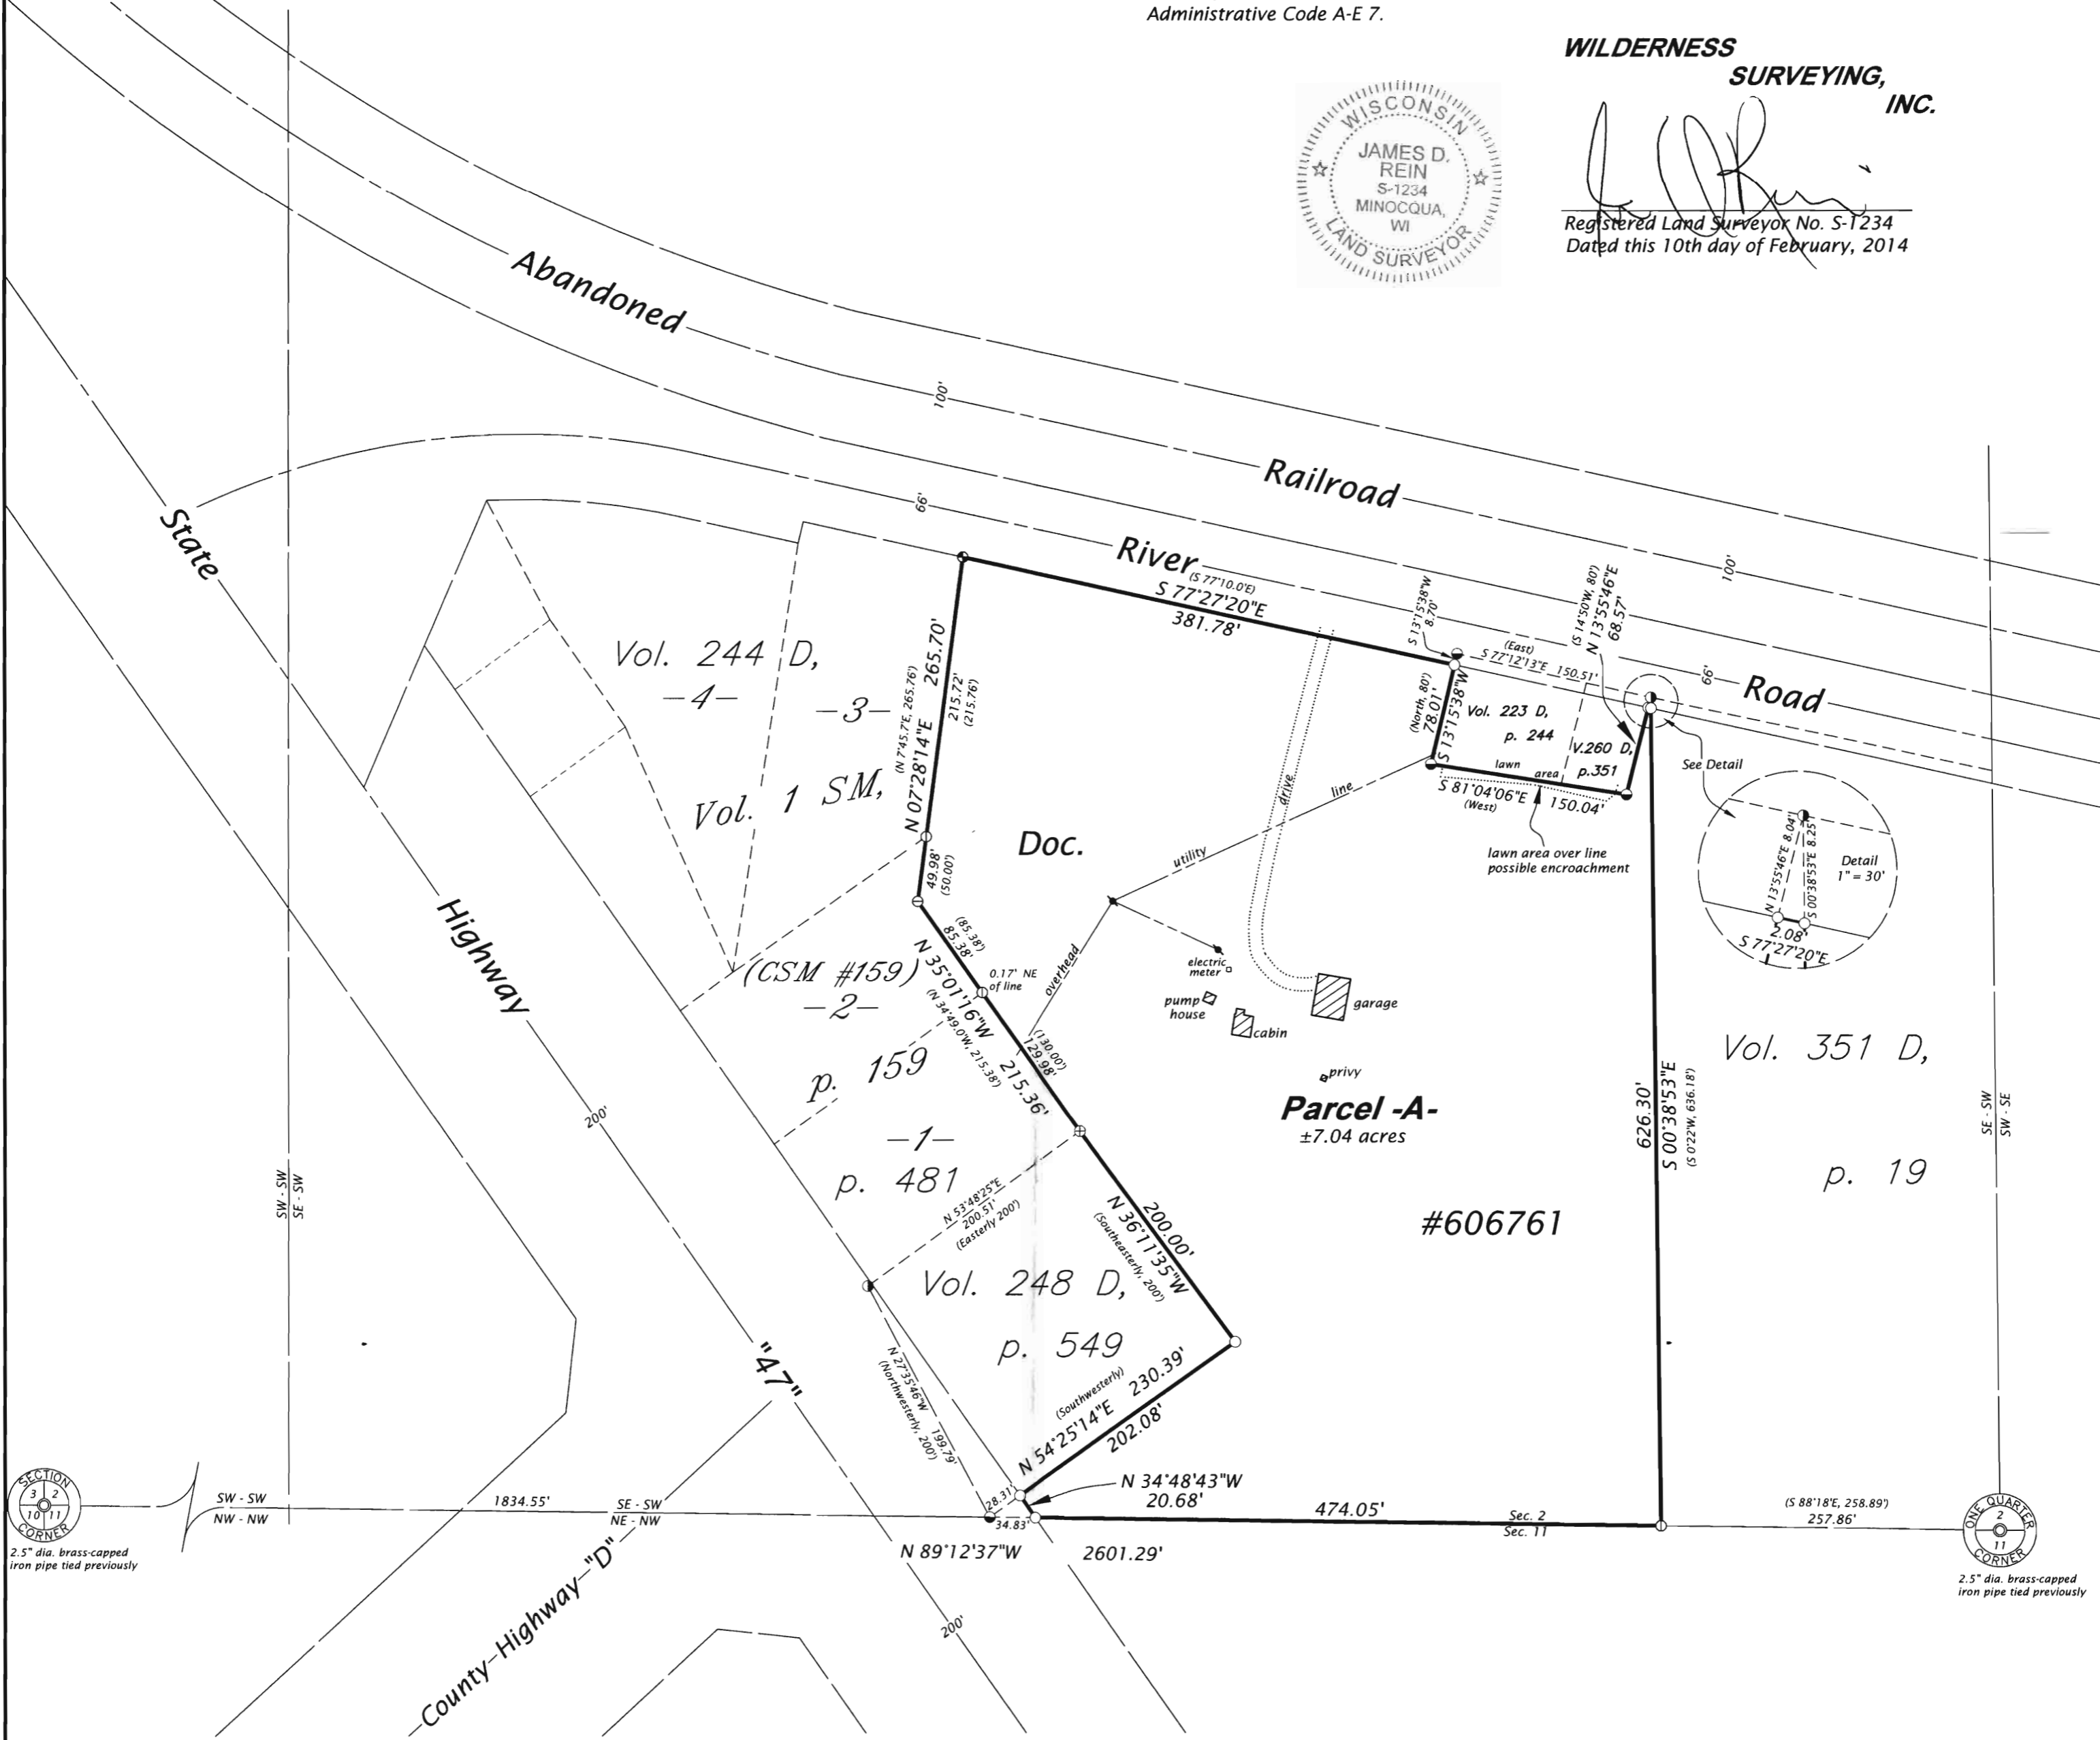 Administrative Code A-E 7.
WILDERNESS
SURVEYING,
INC.
WISCONSIN
JAMES D.
REIN
S-1234
MINOCQUA,
WI
LAND SURVEYOR
Registered Land Surveyor No. S-1234
Dated this 10th day of February, 2014
Abandoned
100'
Railroad
100'
State
66'
River
(S 77°10.0'E)
S 77°27'20"E
381.78'
S 13°15'38"W
8.70'
(S 14°50'W, 80')
N 13°55'46"E
68.57'
(East)
S 77°12'13"E 150.51'
66'
Road
Vol. 244 D,
-4-
-3-
(N 7°45.7'E, 265.76')
N 07°28'14"E 265.70'
215.72'
(215.76')
(North, 80')
78.01'
S 13°15'38"W
Vol. 223 D,
p. 244
V.260 D,
p.351
lawn
area
S 81°04'06"E 150.04'
(West)
See Detail
Vol. 1 SM,
Doc.
drive
line
utility
lawn area over line
possible encroachment
N 13°55'46"E 8.04'
S 00°38'53"E 8.25'
Detail
1" = 30'
2.08'
S 77°27'20"E
49.98'
(50.00')
Highway
(85.38')
85.38'
N 35°01'16"W 215.36'
(N 34°49.0'W, 215.38')
0.17' NE
of line
overhead
electric
meter
pump
house
cabin
garage
(CSM #159)
-2-
(130.00')
129.98'
p. 159
privy
Parcel -A-
±7.04 acres
626.30'
S 00°38'53"E
(S 0°22'W, 636.18')
Vol. 351 D,
p. 19
SE - SW
SW - SE
200'
-1-
p. 481
SW - SW
SE - SW
N 53°48'25"E
200.51'
(Easterly 200')
200.00'
N 36°11'35"W
(Southeasterly, 200')
#606761
Vol. 248 D,
p. 549
"47"
N 27°35'46"W 199.79'
(Northwesterly, 200')
(Southwesterly)
N 54°25'14"E 230.39'
202.08'
N 34°48'43"W
20.68'
28.31'
34.83'
SECTION
3 2
10 11
CORNER
2.5" dia. brass-capped
iron pipe tied previously
SW - SW
NW - NW
1834.55'
SE - SW
NE - NW
474.05'
Sec. 2
Sec. 11
(S 88°18'E, 258.89')
257.86'
ONE QUARTER
2
11
CORNER
2.5" dia. brass-capped
iron pipe tied previously
N 89°12'37"W
2601.29'
County Highway "D"
200'